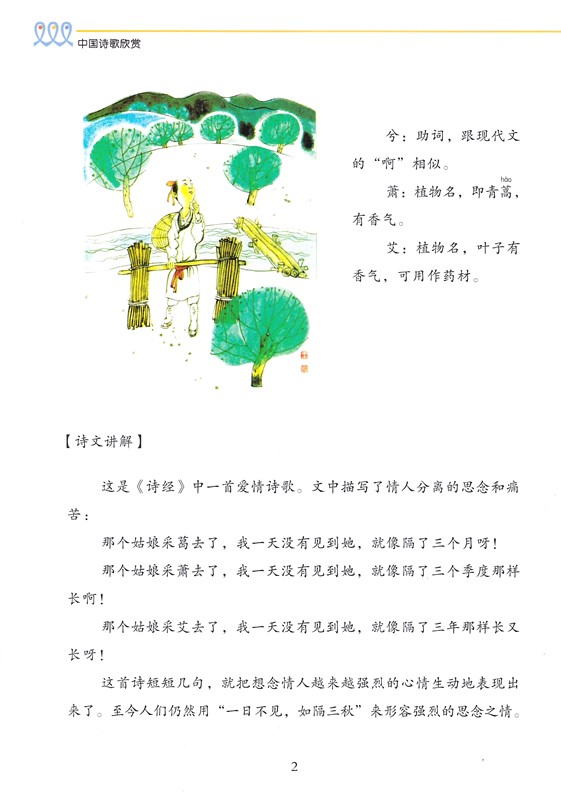 中国诗歌欣赏
兮：助词，跟现代文
的“啊”相似。
hāo
萧：植物名，即青蒿，
有香气。
艾：植物名，叶子有
香气，可用作药材。
【诗文讲解】
这是《诗经》中一首爱情诗歌。文中描写了情人分离的思念和痛
苦：
那个姑娘采葛去了，我一天没有见到她，就像隔了三个月呀！
那个姑娘采萧去了，我一天没有见到她，就像隔了三个季度那样
长啊！
那个姑娘采艾去了，我一天没有见到她，就像隔了三年那样长又
长呀！
这首诗短短几句，就把想念情人越来越强烈的心情生动地表现出
来了。至今人们仍然用“一日不见，如隔三秋”来形容强烈的思念之情。
2